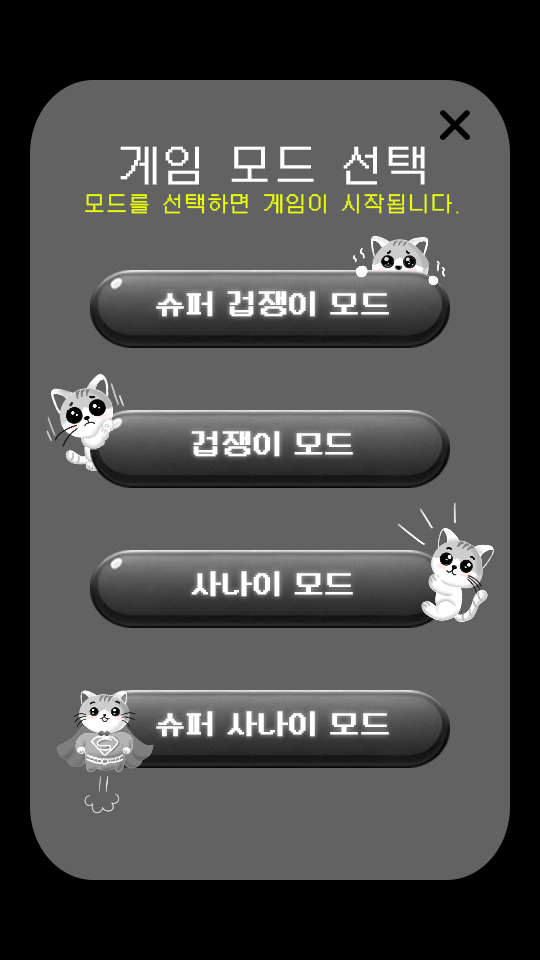 게임 모드 선택
모드를 선택하면 게임이 시작됩니다.
슈퍼 겁쟁이 모드
겁쟁이 모드
사나이 모드
슈퍼 사나이 모드